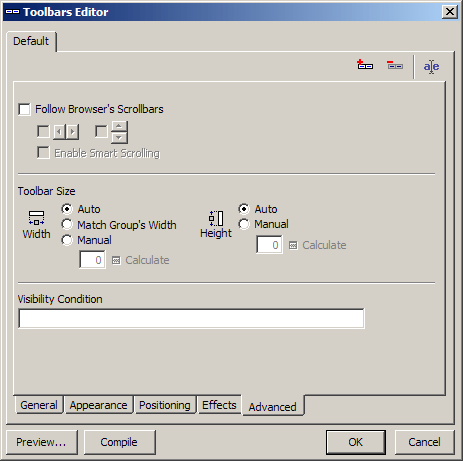 Toolbars Editor
Default
a e
Follow Browser's Scrollbars
Enable Smart Scrolling
Toolbar Size
Width
Auto
Match Group's Width
Manual
0 Calculate
Height
Auto
Manual
0 Calculate
Visibility Condition
General Appearance Positioning Effects Advanced
Preview... Compile OK Cancel